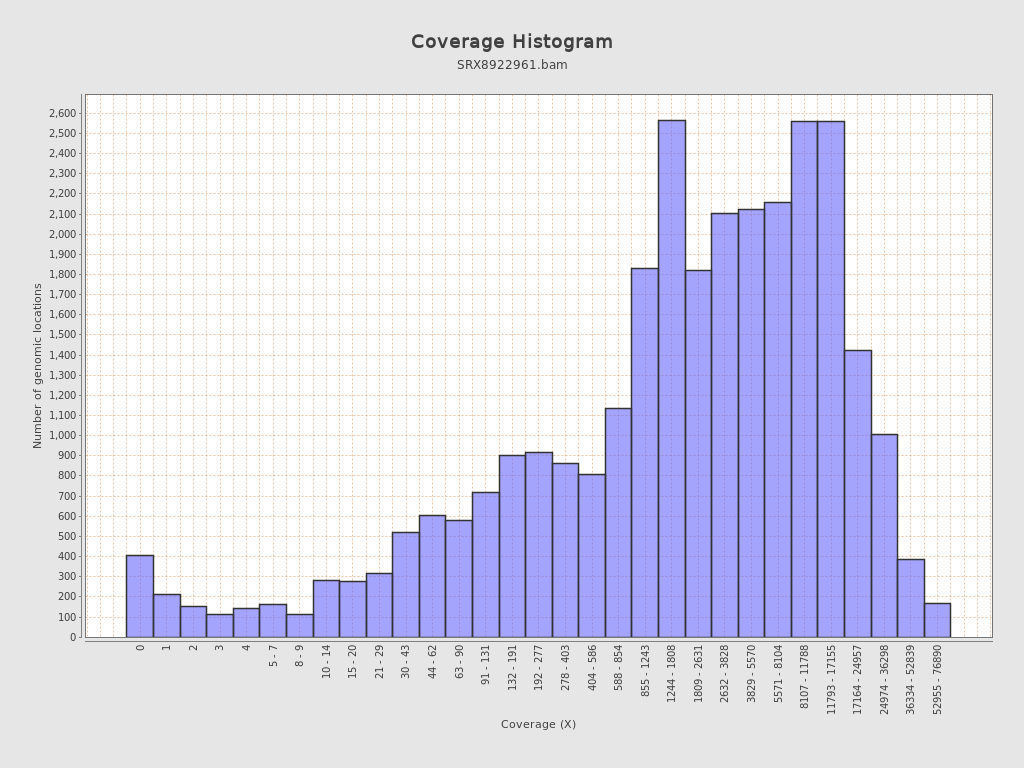 Coverage Histogram
SRX8922961.bam
Number of genomic locations
2,600
2,500
2,400
2,300
2,200
2,100
2,000
1,900
1,800
1,700
1,600
1,500
1,400
1,300
1,200
1,100
1,000
900
800
700
600
500
400
300
200
100
0
0
1
2
3
4
5 - 7
8 - 9
10 - 14
15 - 20
21 - 29
30 - 43
44 - 62
63 - 90
91 - 131
132 - 191
192 - 277
278 - 403
404 - 586
588 - 854
855 - 1243
1244 - 1808
1809 - 2631
2632 - 3828
3829 - 5570
5571 - 8104
8107 - 11788
11793 - 17155
17164 - 24957
24974 - 36298
36334 - 52839
52955 - 76890
Coverage (X)